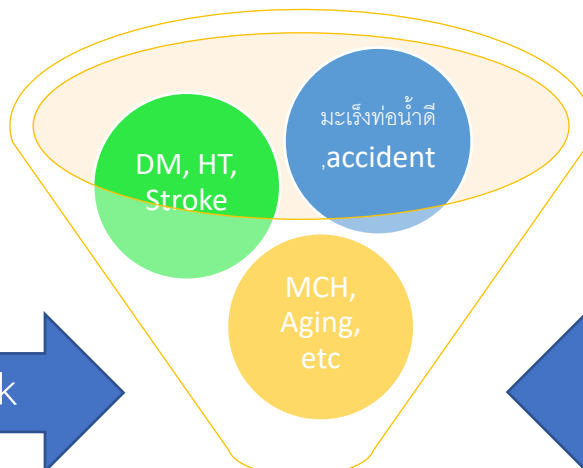 มะเร็งท่อน้ำดี
,accident
DM, HT,
Stroke
MCH,
Aging,
etc
k